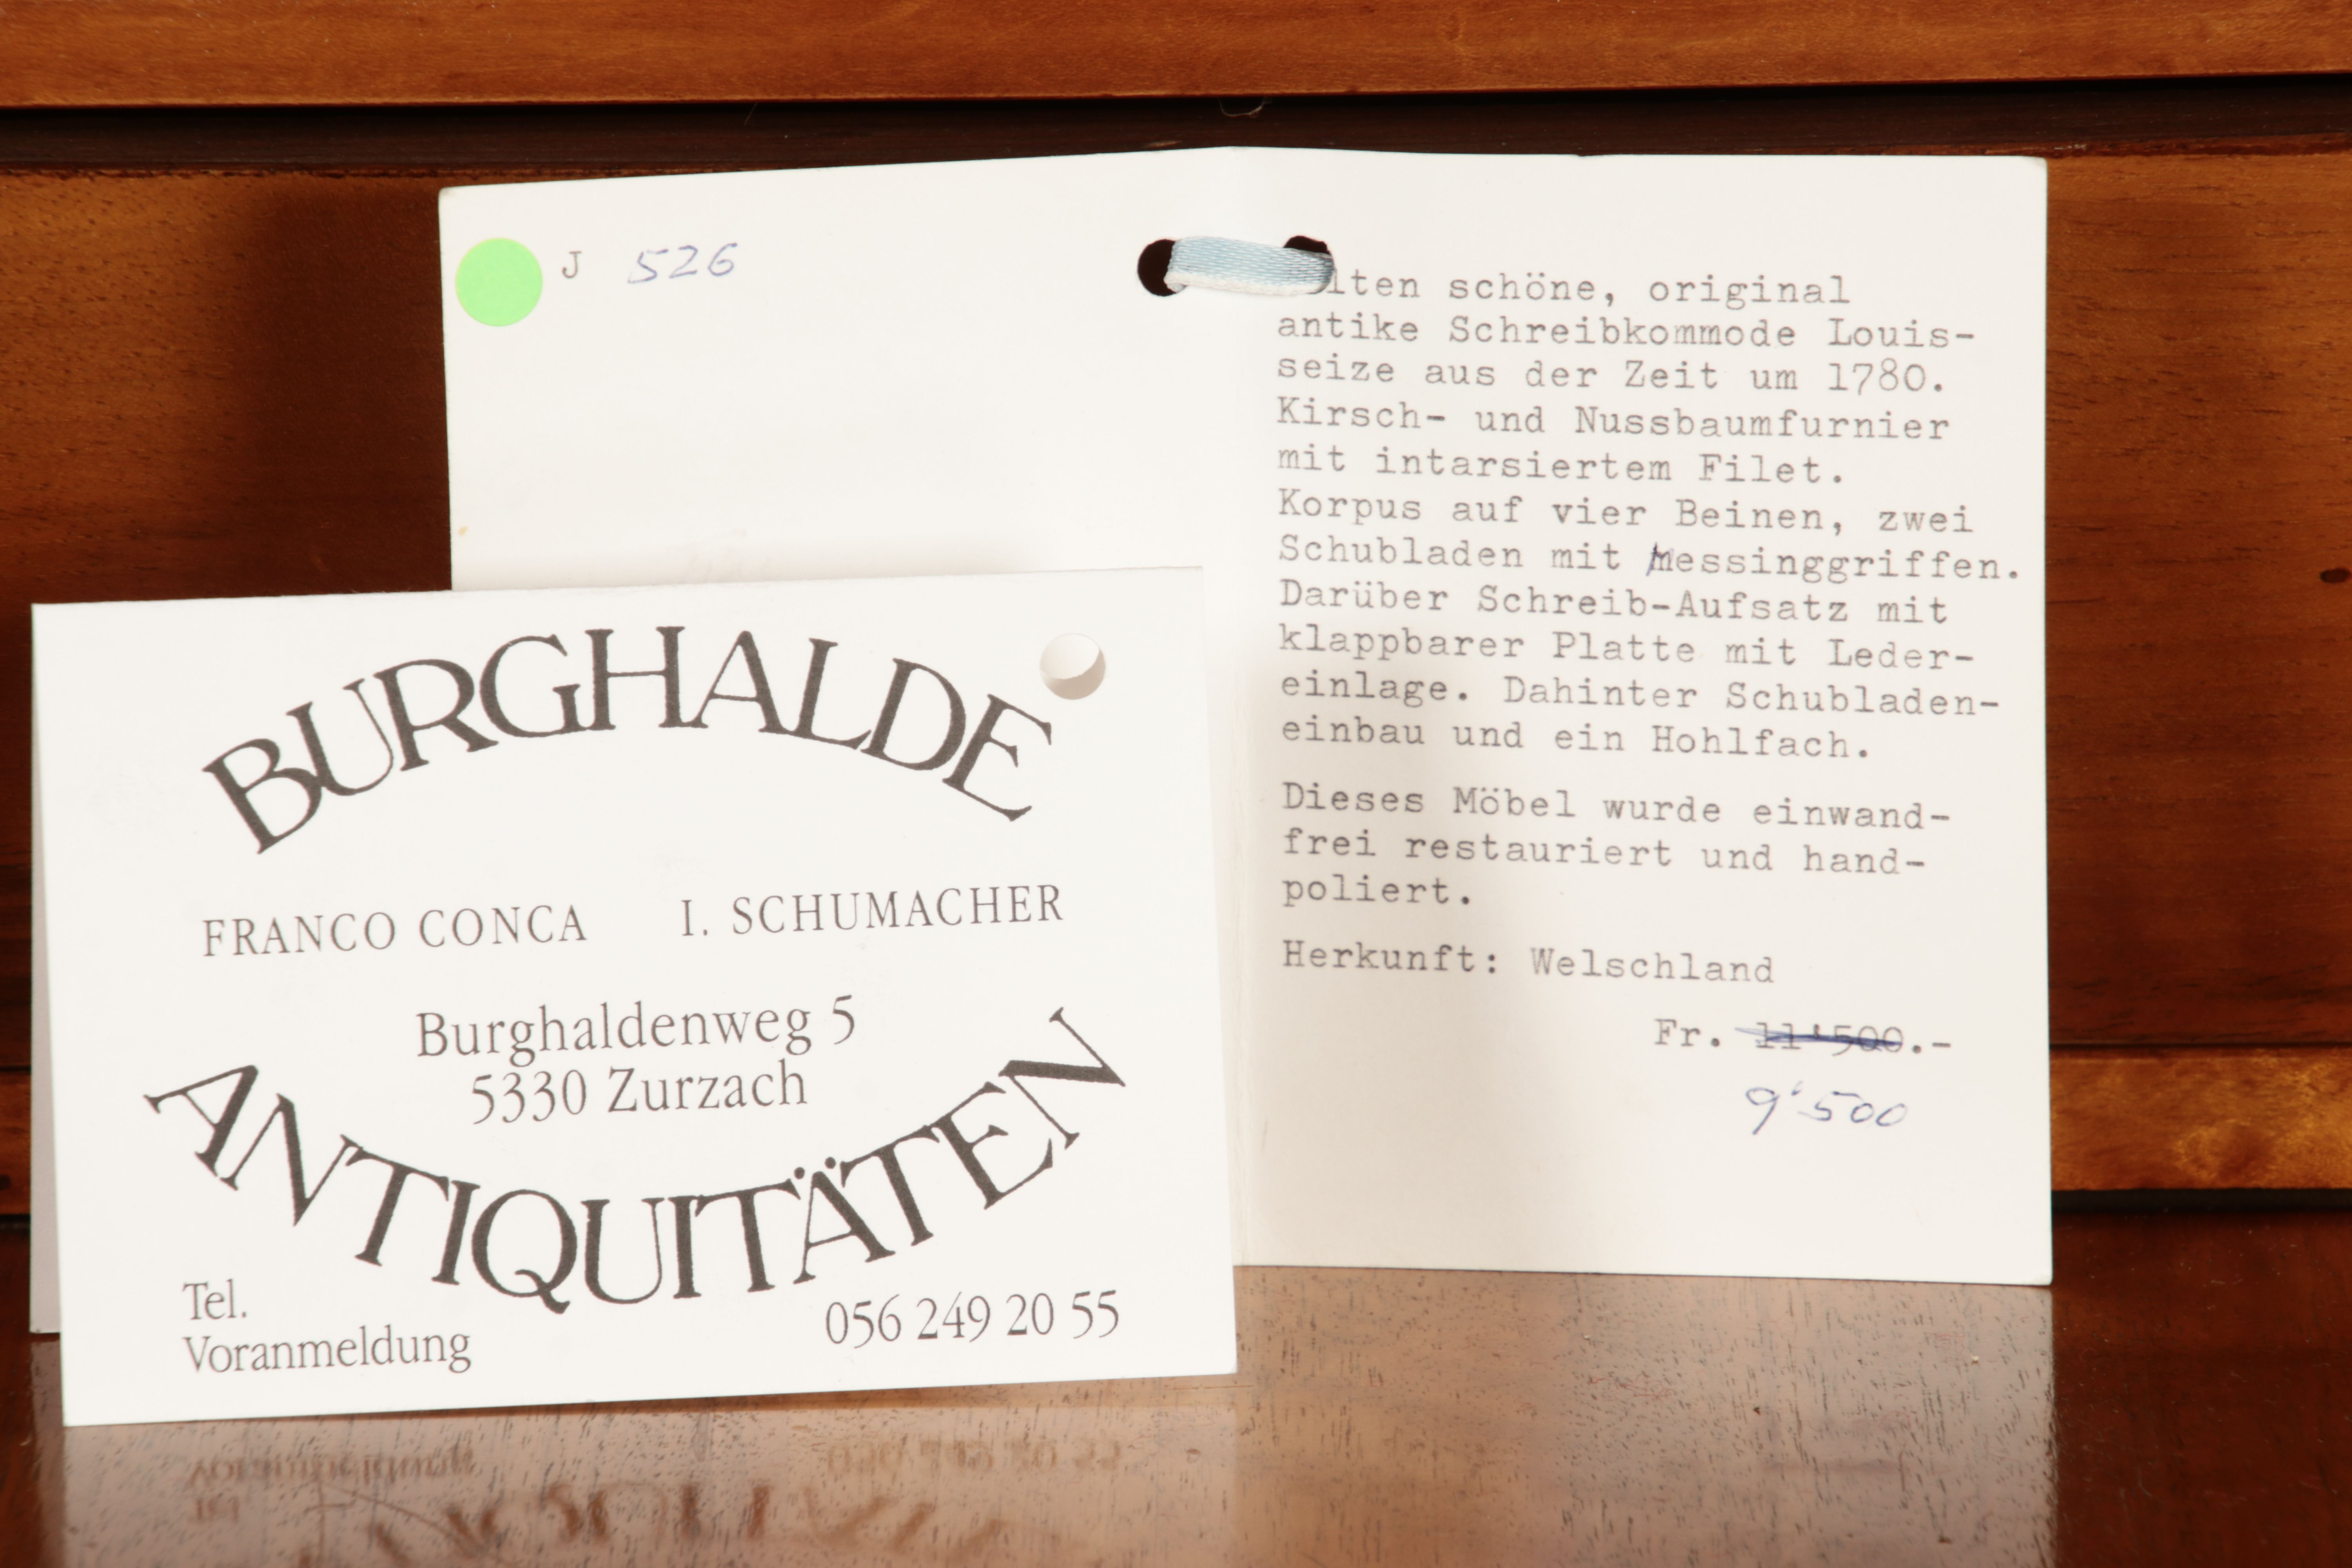 J 526
schöne, original
antike Schreibkommode Louis-
seize aus der Zeit um 1780.
Kirsch- und Nussbaumfurnier
mit intarsiertem Filet.
Korpus auf vier Beinen, zwei
Schubladen mit Messinggriffen.
Darüber Schreib-Aufsatz mit
klappbarer Platte mit Leder-
einlage. Dahinter Schubladen-
einbau und ein Hohlfach.
Dieses Möbel wurde einwand-
frei restauriert und hand-
poliert.
Herkunft: Welschland
Fr. 11'500.-
9'500
BURGHALDE
FRANCO CONCA I. SCHUMACHER
Burghaldenweg 5
5330 Zurzach
ANTIQUITÄTEN
Tel.
Voranmeldung 056 249 20 55